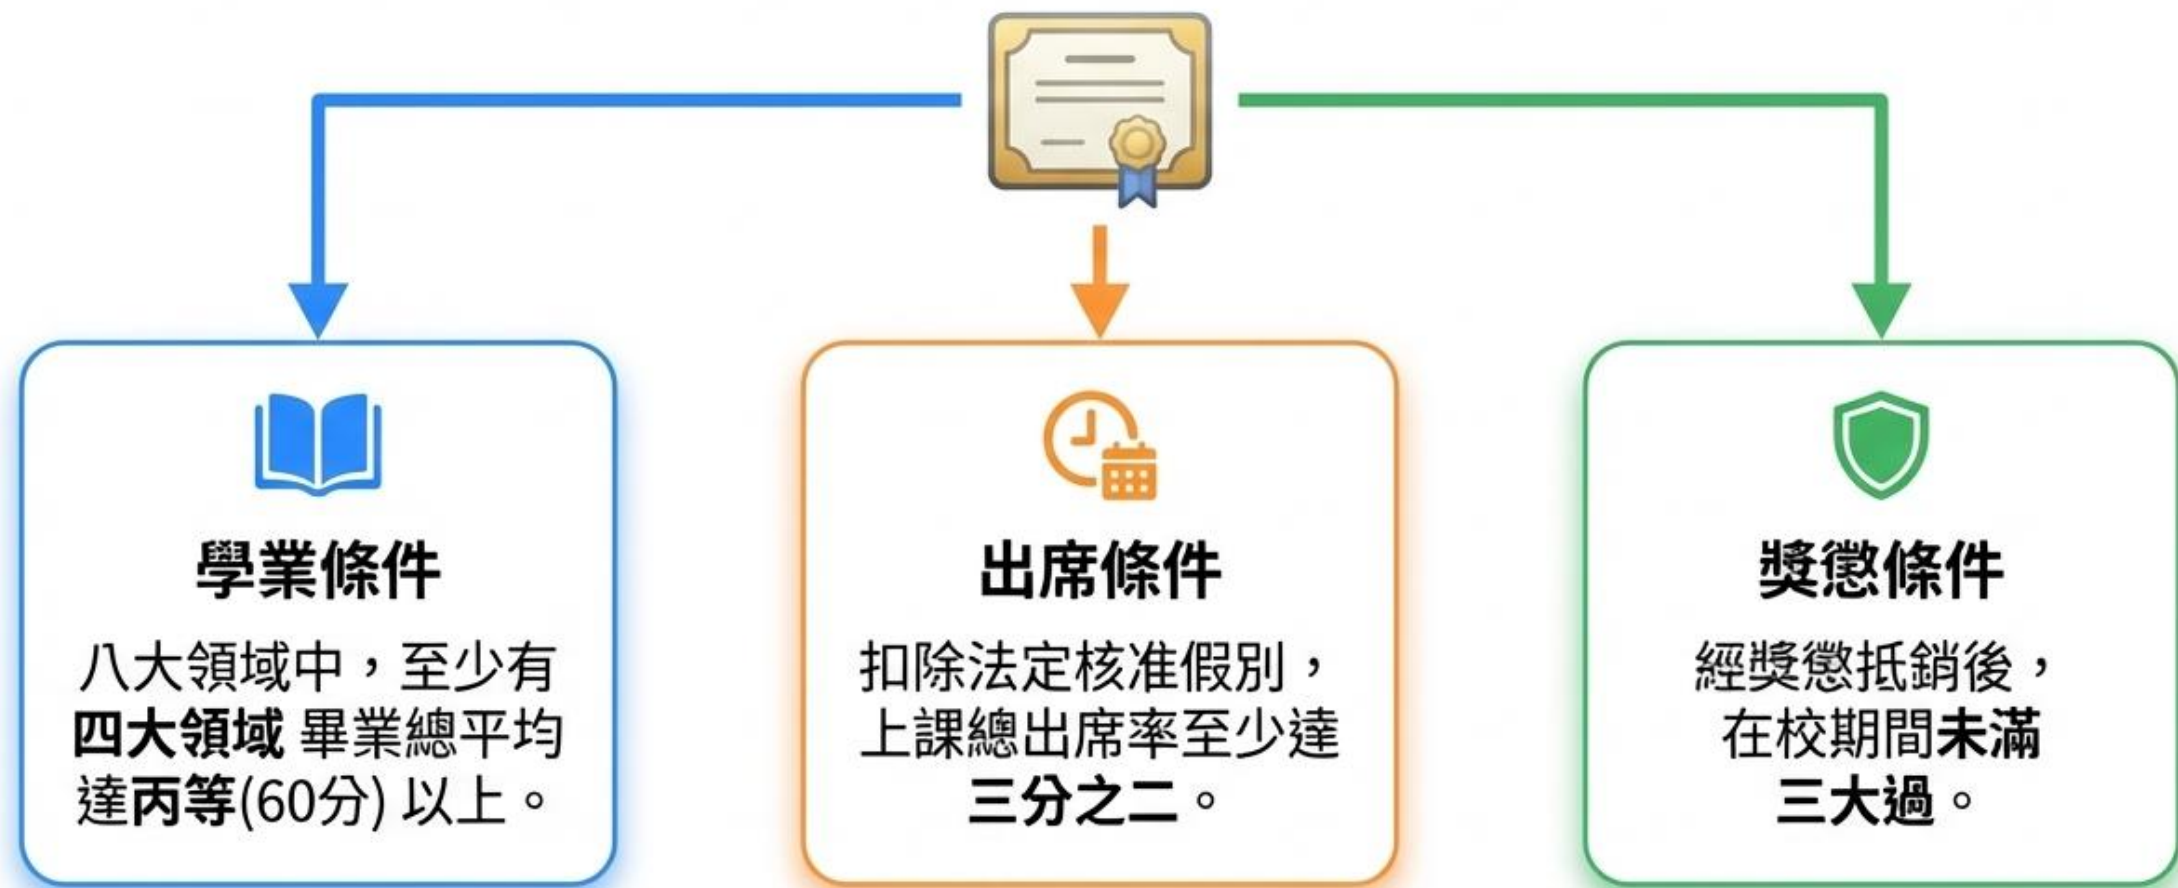 學業條件
八大領域中，至少有
四大領域 畢業總平均
達丙等(60分) 以上。
出席條件
扣除法定核准假別，
上課總出席率至少達
三分之二。
獎懲條件
經獎懲抵銷後，
在校期間未滿
三大過。